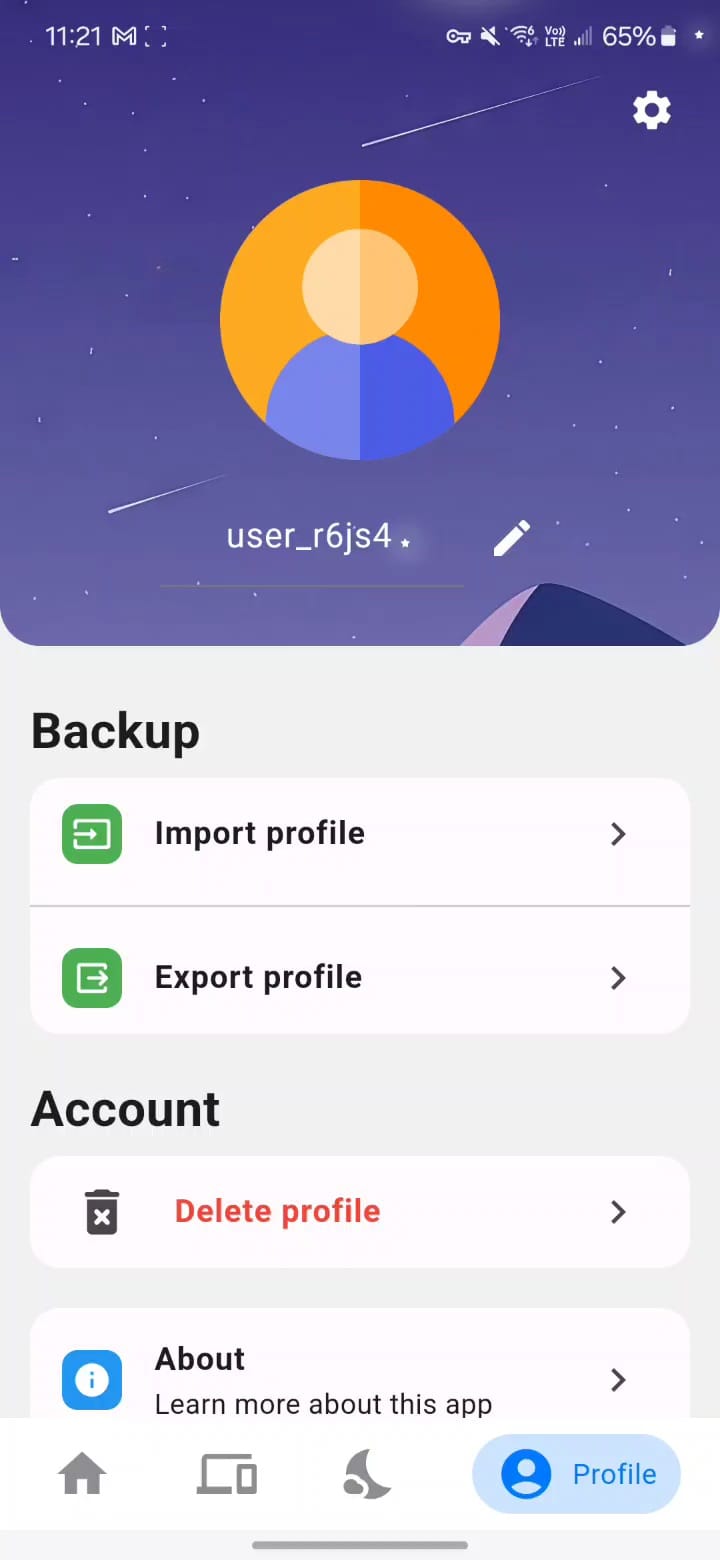 11:21
Vo))
LTE
65%
user_r6js4
Backup
Import profile
Export profile
Account
Delete profile
About
Learn more about this app
Profile